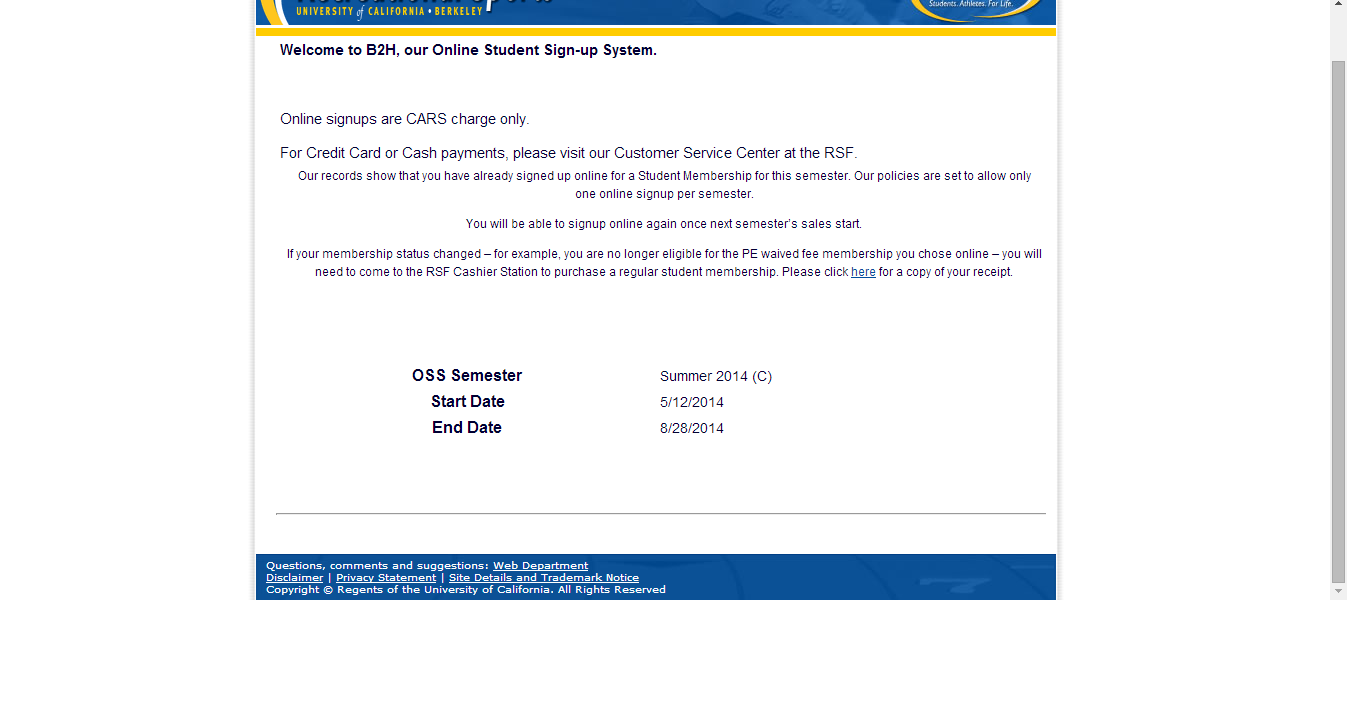 UNIVERSITY of CALIFORNIA • BERKELEY
Students. Athletes. For Life.
Welcome to B2H, our Online Student Sign-up System.
Online signups are CARS charge only.
For Credit Card or Cash payments, please visit our Customer Service Center at the RSF.
Our records show that you have already signed up online for a Student Membership for this semester. Our policies are set to allow only
one online signup per semester.
You will be able to signup online again once next semester’s sales start.
If your membership status changed – for example, you are no longer eligible for the PE waived fee membership you chose online – you will
need to come to the RSF Cashier Station to purchase a regular student membership. Please click here for a copy of your receipt.
OSS Semester Summer 2014 (C)
Start Date 5/12/2014
End Date 8/28/2014
Questions, comments and suggestions: Web Department
Disclaimer | Privacy Statement | Site Details and Trademark Notice
Copyright © Regents of the University of California. All Rights Reserved